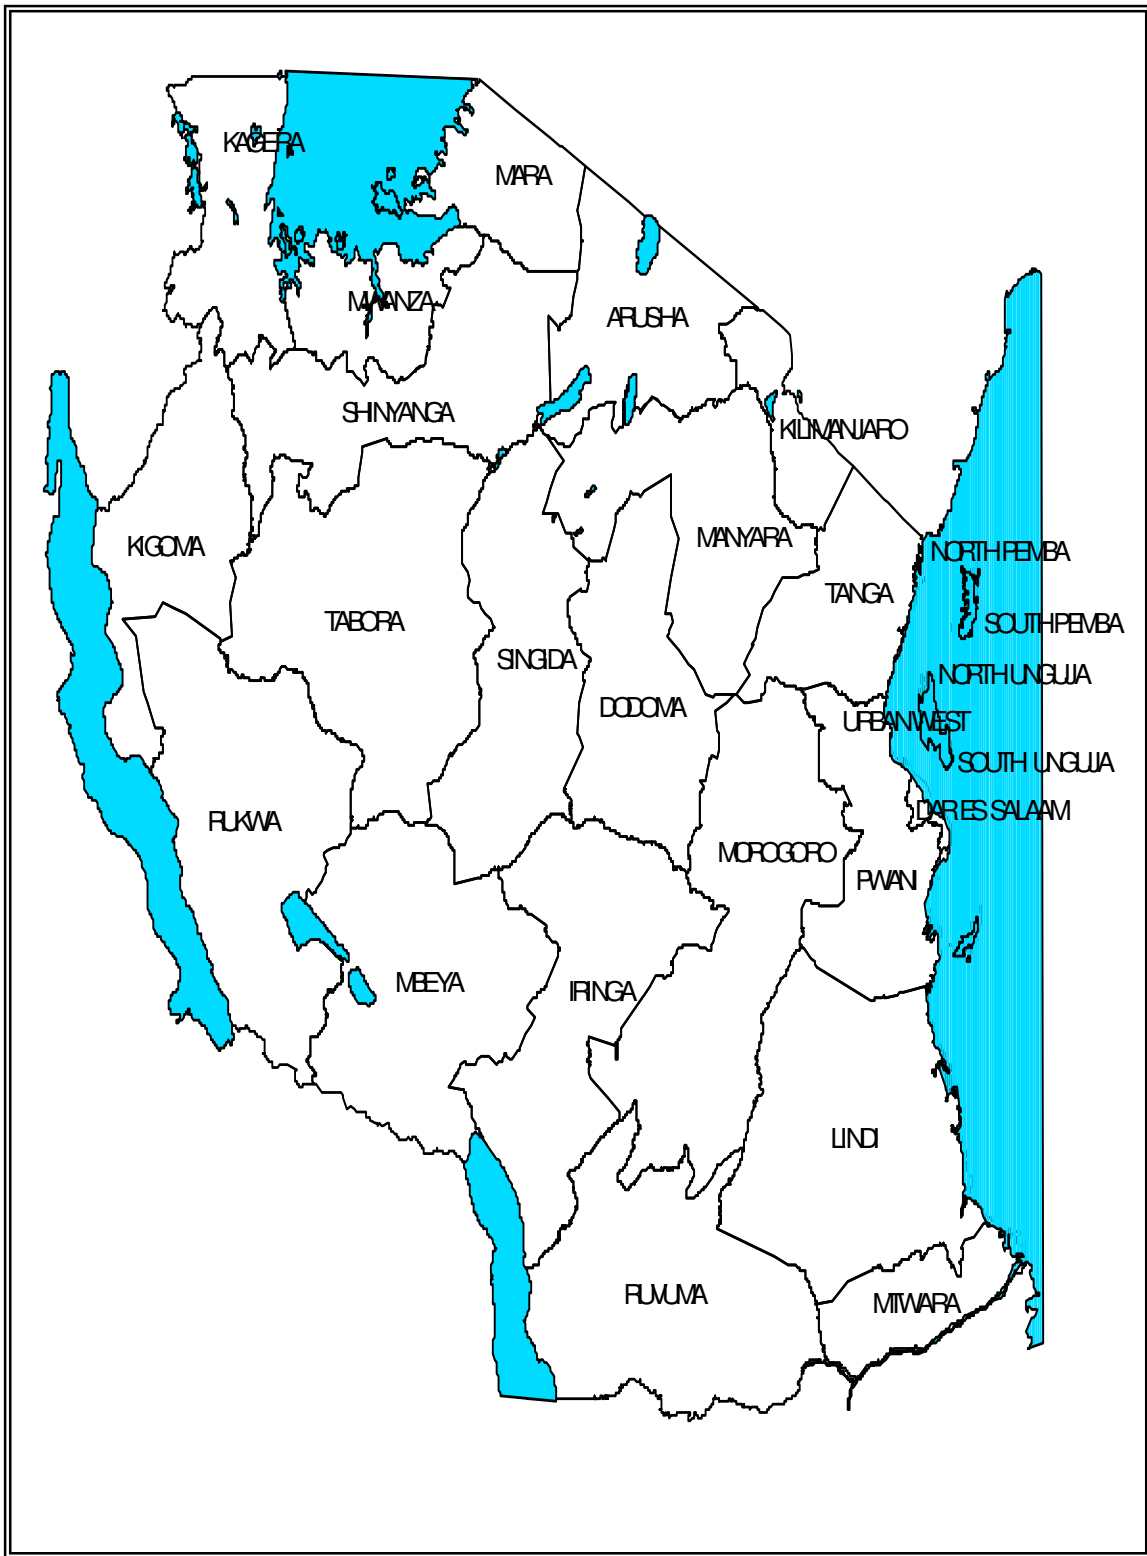 KAGERA
MARA
MWANZA
ARUSHA
SHINYANGA
KILIMANJARO
KIGOMA
MANYARA
NORTH PEMBA
TANGA
TABORA
SOUTH PEMBA
SINGIDA
NORTH UNGUJA
DODOMA
URBAN WEST
SOUTH UNGUJA
RUKWA
DAR ES SALAAM
MOROGORO
PWANI
MBEYA
IRINGA
LINDI
RUVUMA
MTWARA